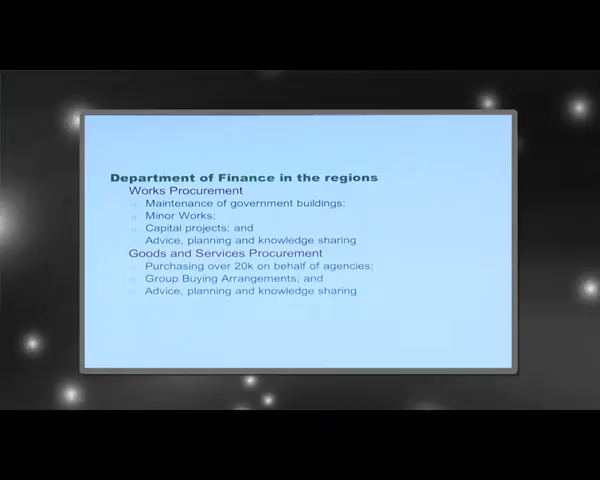 Department of Finance in the regions
Works Procurement
Maintenance of government buildings;
Minor Works;
Capital projects; and
Advice, planning and knowledge sharing
Goods and Services Procurement
Purchasing over 20k on behalf of agencies;
Group Buying Arrangements; and
Advice, planning and knowledge sharing